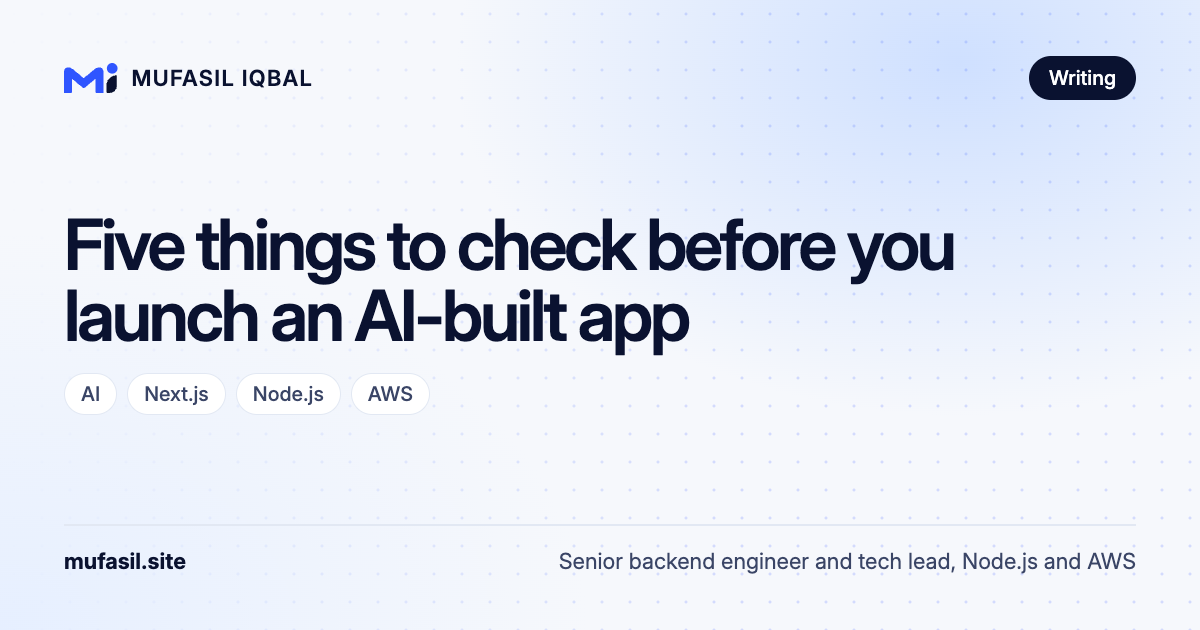 Mi MUFASIL IQBAL
Writing
Five things to check before you
launch an AI-built app
AI Next.js Node.js AWS
mufasil.site
Senior backend engineer and tech lead, Node.js and AWS